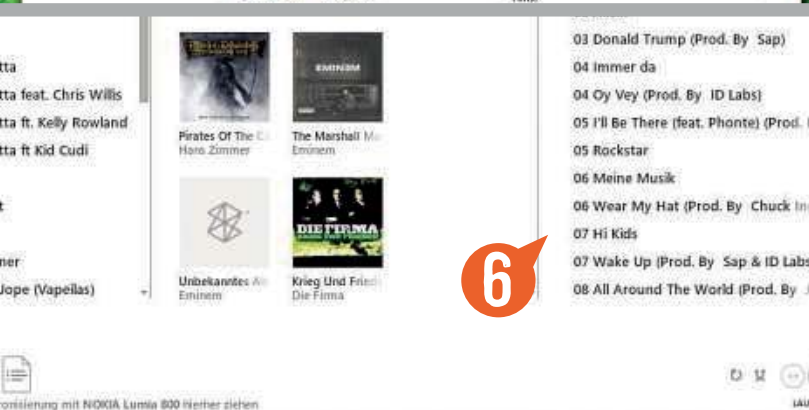 tta
tta feat. Chris Willis
tta ft. Kelly Rowland
tta ft Kid Cudi
t
ner
Jope (Vapeilas)
EMINEM
Pirates Of The
Hans Zimmer
The Marshall
Eminem
DIE FIRMA
Unbekanntes
Eminem
Krieg Und
Die Firma
6
03 Donald Trump (Prod. By Sap)
04 Immer da
04 Oy Vey (Prod. By ID Labs)
05 I'll Be There (feat. Phonte) (Prod.
05 Rockstar
06 Meine Musik
06 Wear My Hat (Prod. By Chuck
07 Hi Kids
07 Wake Up (Prod. By Sap & ID Labs
08 All Around The World (Prod. By
mit NOKIA Lumia 800 hierher ziehen